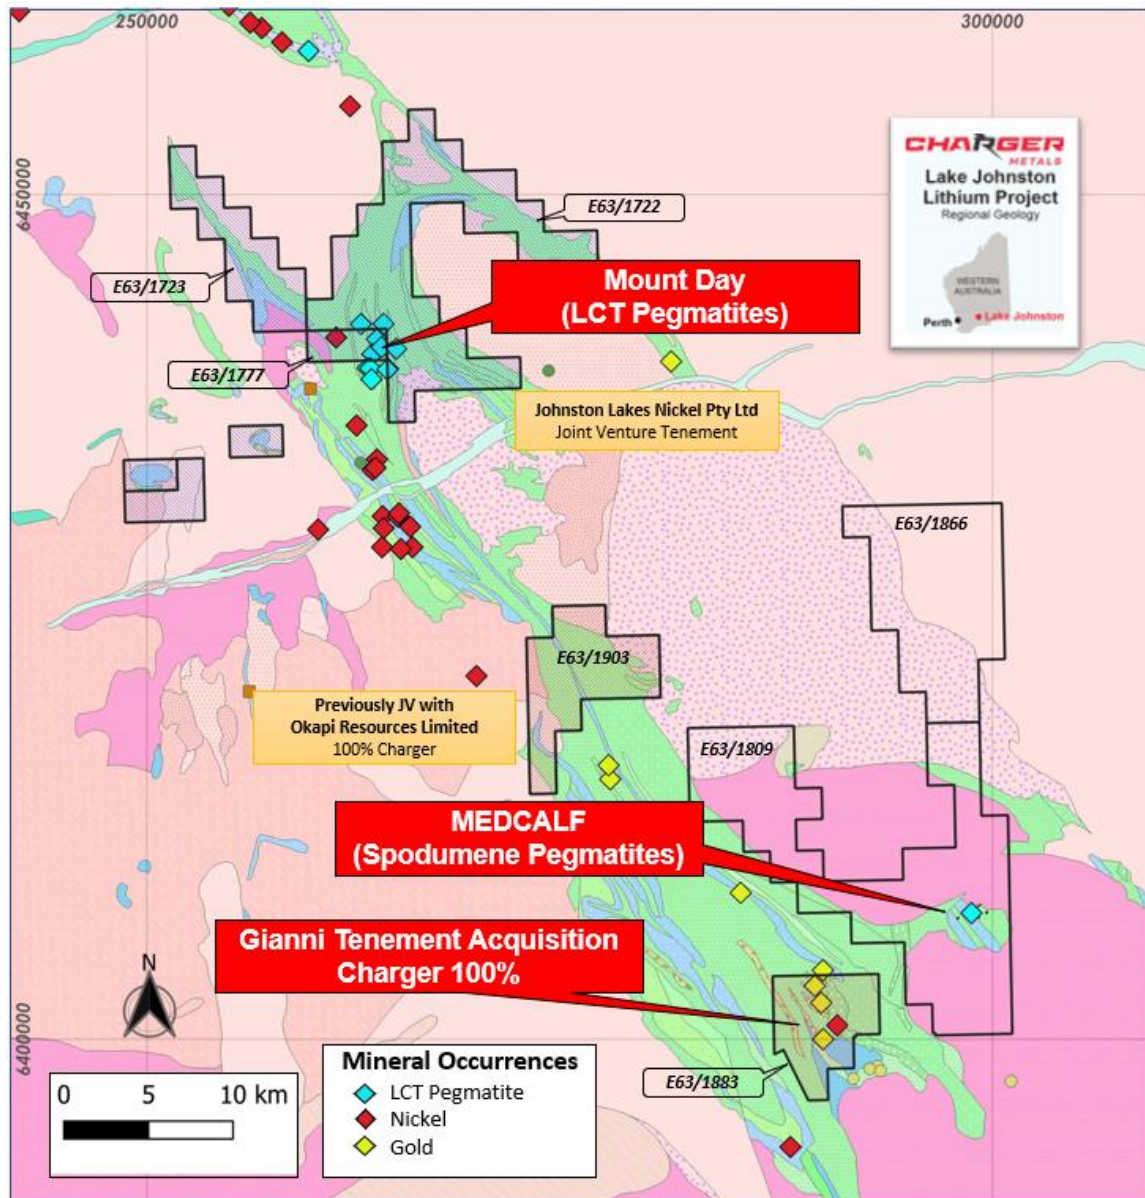 250000
300000
6450000
CHARGER
METALS
Lake Johnston
Lithium Project
Regional Geology
WESTERN
AUSTRALIA
Perth
Lake Johnston
E63/1722
E63/1723
Mount Day
(LCT Pegmatites)
E63/1777
Johnston Lakes Nickel Pty Ltd
Joint Venture Tenement
E63/1866
E63/1903
Previously JV with
Okapi Resources Limited
100% Charger
E63/1809
MEDCALF
(Spodumene Pegmatites)
Gianni Tenement Acquisition
Charger 100%
N
6400000
E63/1883
0 5 10 km
Mineral Occurrences
LCT Pegmatite
Nickel
Gold